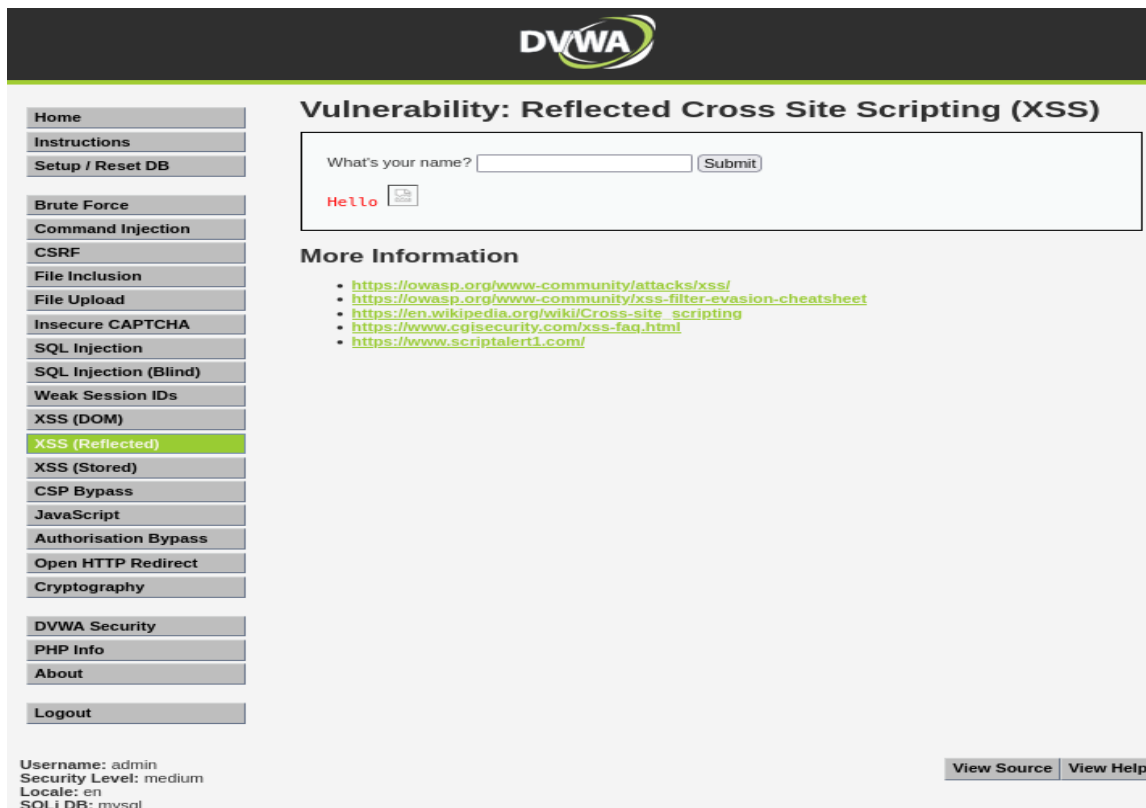 DVWA
Home
Instructions
Setup / Reset DB
Brute Force
Command Injection
CSRF
File Inclusion
File Upload
Insecure CAPTCHA
SQL Injection
SQL Injection (Blind)
Weak Session IDs
XSS (DOM)
XSS (Reflected)
XSS (Stored)
CSP Bypass
JavaScript
Authorisation Bypass
Open HTTP Redirect
Cryptography
DVWA Security
PHP Info
About
Logout
Vulnerability: Reflected Cross Site Scripting (XSS)
What's your name? Submit
Hello
More Information
• https://owasp.org/www-community/attacks/xss/
• https://owasp.org/www-community/xss-filter-evasion-cheatsheet
• https://en.wikipedia.org/wiki/Cross-site_scripting
• https://www.cgisecurity.com/xss-faq.html
• https://www.scriptalert1.com/
Username: admin
Security Level: medium
Locale: en
SQLi DB: mysql
View Source View Help